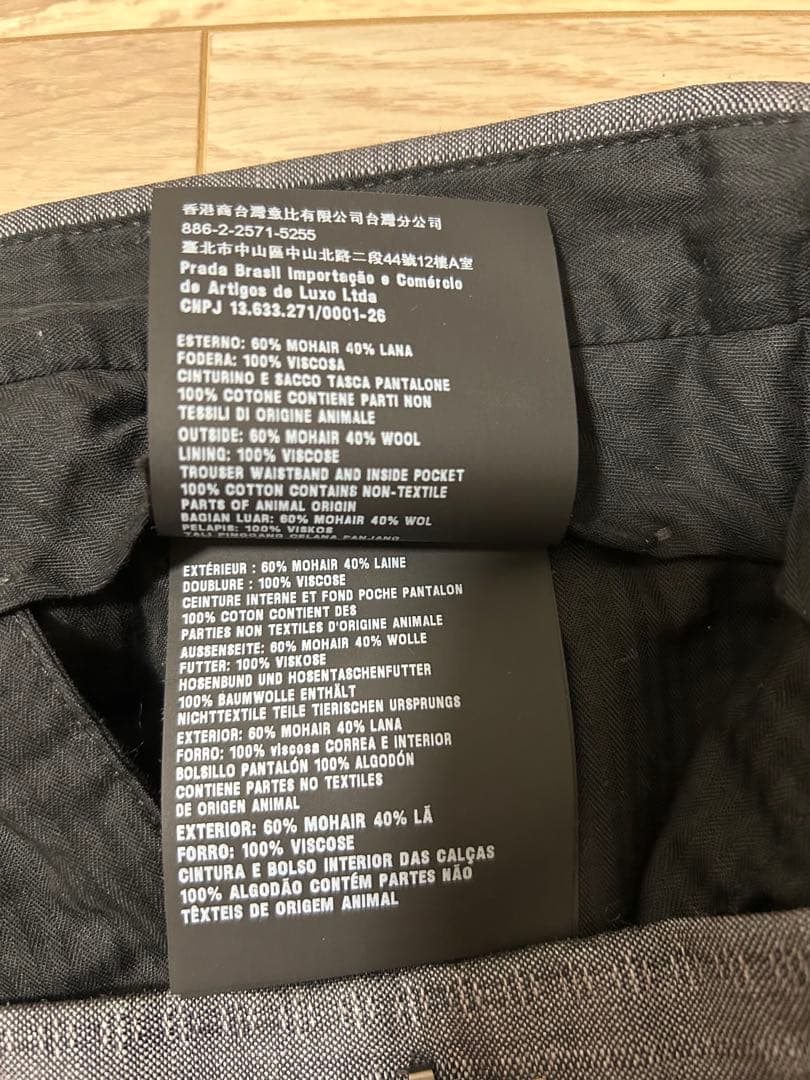 香港商台灣意比有限公司台灣分公司
886-2-2571-5255
臺北市中山區中山北路二段44號12樓A室
Prada Brasil Importação e Comércio
de Artigos de Luxo Ltda
CNPJ 13.633.271/0001-26
ESTERNO: 60% MOHAIR 40% LANA
FODERA: 100% VISCOSA
CINTURINO E SACCO TASCA PANTALONE
100% COTONE CONTIENE PARTI NON
TESSILI DI ORIGINE ANIMALE
OUTSIDE: 60% MOHAIR 40% WOOL
LINING: 100% VISCOSE
TROUSER WAISTBAND AND INSIDE POCKET
100% COTTON CONTAINS NON-TEXTILE
PARTS OF ANIMAL ORIGIN
BAGIAN LUAR: 60% MOHAIR 40% WOL
PELAPIS: 100% VISKOS
TALI PINGGANG CELANA PANJANG
EXTÉRIEUR : 60% MOHAIR 40% LAINE
DOUBLURE : 100% VISCOSE
CEINTURE INTERNE ET FOND POCHE PANTALON
100% COTON CONTIENT DES
PARTIES NON TEXTILES D'ORIGINE ANIMALE
AUSSENSEITE: 60% MOHAIR 40% WOLLE
FUTTER: 100% VISKOSE
HOSENBUND UND HOSENTASCHENFUTTER
100% BAUMWOLLE ENTHÄLT
NICHTTEXTILE TEILE TIERISCHEN URSPRUNGS
EXTERIOR: 60% MOHAIR 40% LANA
FORRO: 100% viscosa CORREA E INTERIOR
BOLSILLO PANTALÓN 100% ALGODÓN
CONTIENE PARTES NO TEXTILES
DE ORIGEN ANIMAL
EXTERIOR: 60% MOHAIR 40% LÃ
FORRO: 100% VISCOSE
CINTURA E BOLSO INTERIOR DAS CALÇAS
100% ALGODÃO CONTÉM PARTES NÃO
TÊXTEIS DE ORIGEM ANIMAL